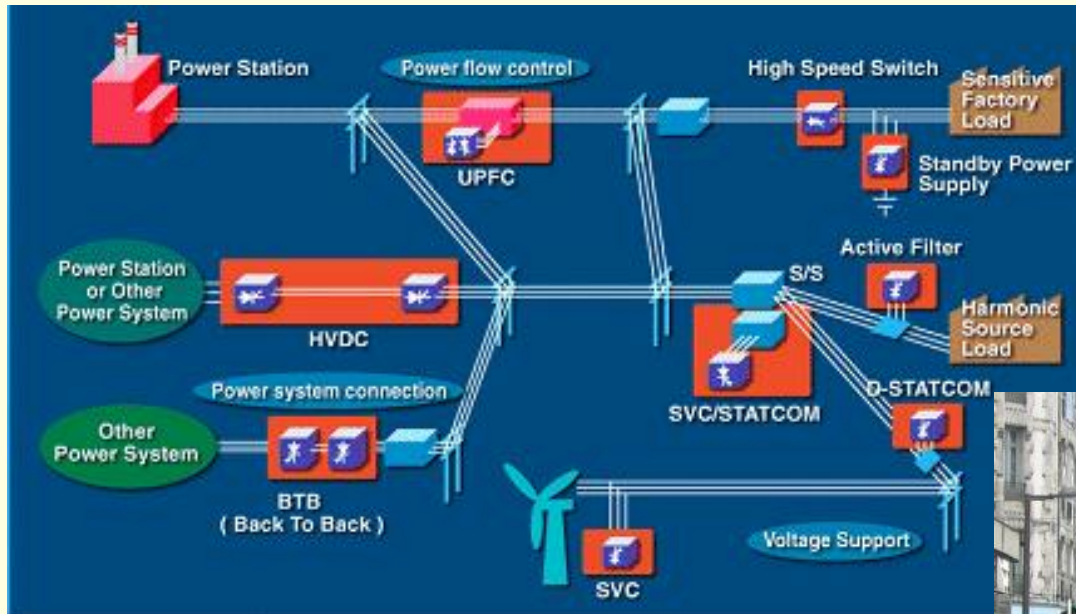 Power Station
Power flow control
High Speed Switch
Sensitive
Factory
Load
UPFC
Standby Power
Supply
Power Station
or Other
Power System
HVDC
S/S
Active Filter
Harmonic
Source
Load
Power system connection
SVC/STATCOM
D-STATCOM
Other
Power System
BTB
( Back To Back )
Voltage Support
SVC